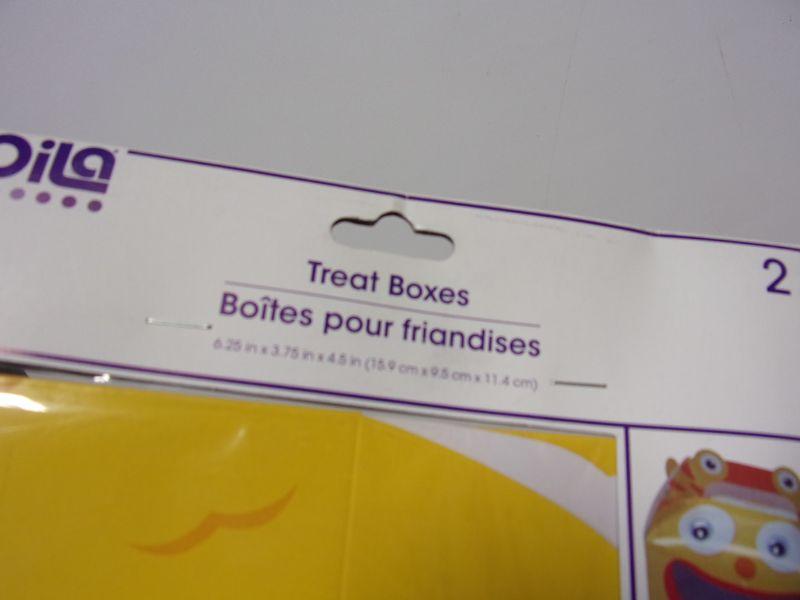 Oila
2
Treat Boxes
Boîtes pour friandises
6.25 in x 3.75 in x 4.5 in (15.9 cm x 9.5 cm x 11.4 cm)